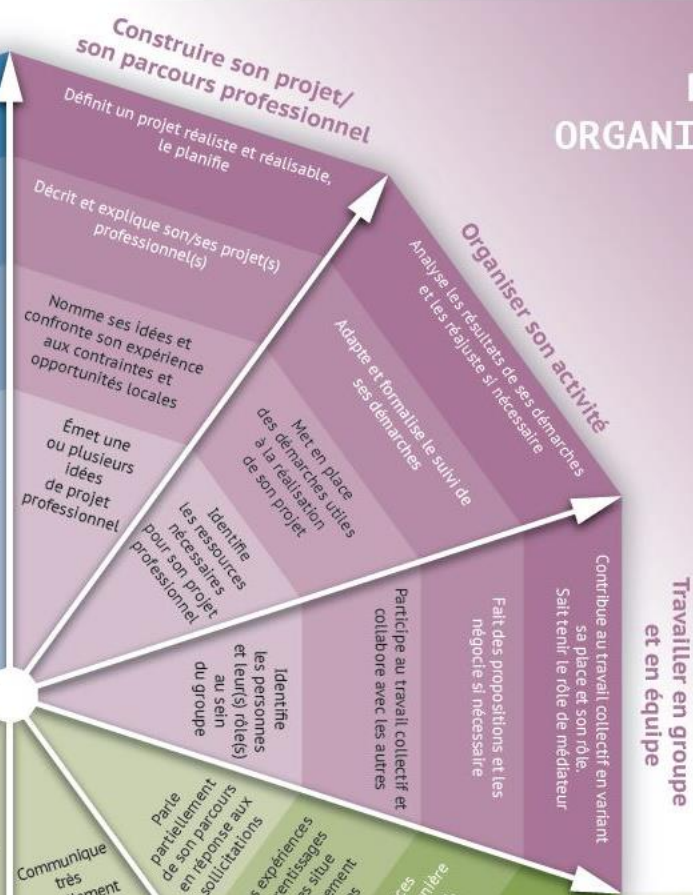 ORGANI
Construire son projet/
son parcours professionnel
Définit un projet réaliste et réalisable,
le planifie
Décrit et explique son/ses projet(s)
professionnel(s)
Nomme ses idées et
confronte son expérience
aux contraintes et
opportunités locales
Émet une
ou plusieurs
idées
de projet
professionnel
Organiser son activité
Analyse les résultats de ses démarches
et les réajuste si nécessaire
Adapte et formalise le suivi de
ses démarches
Met en place
des démarches utiles
à la réalisation
de son projet
Identifie
les ressources
nécessaires
pour son projet
professionnel
Travailler en groupe
et en équipe
Contribue au travail collectif en variant
sa place et son rôle.
Sait tenir le rôle de médiateur
Fait des propositions et les
négocie si nécessaire
Participe au travail collectif et
collabore avec les autres
Identifie
les personnes
et leur(s) rôle(s)
au sein
du groupe
Parle
partiellement
de son parcours
en réponse aux
sollicitations
expériences
situe
Communique
très